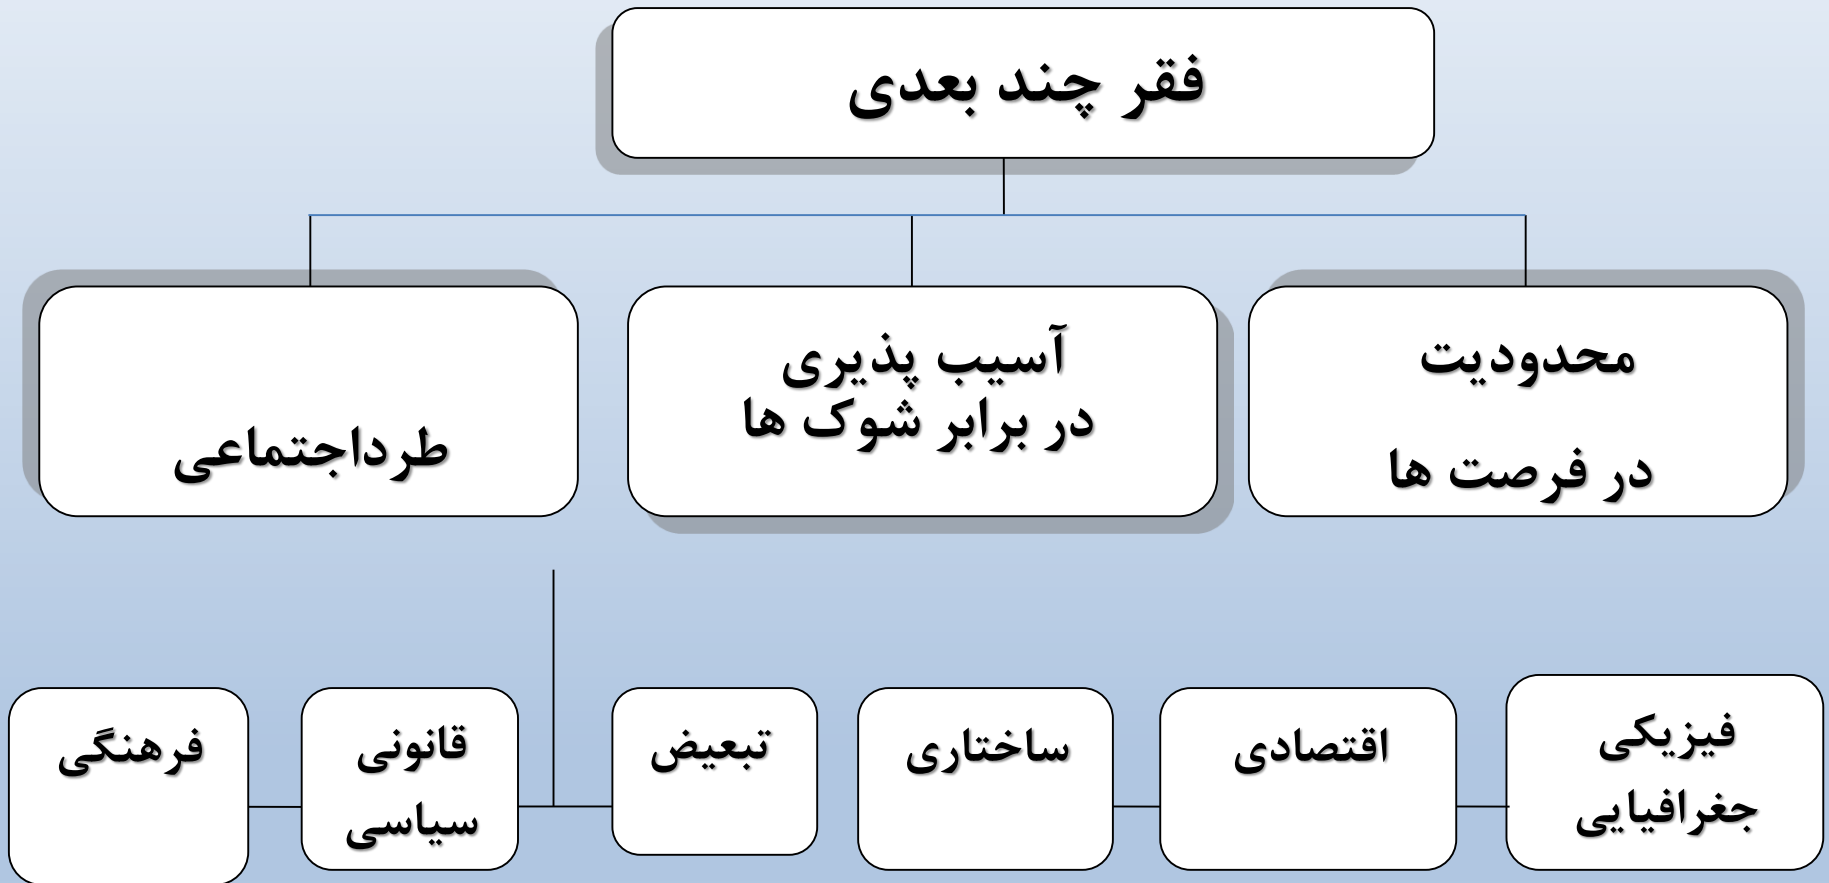 فقر چند بعدی
محدودیت
در فرصت ها
آسیب پذیری
در برابر شوک ها
طرداجتماعی
فیزیکی
جغرافیایی
اقتصادی
ساختاری
تبعیض
قانونی
سیاسی
فرهنگی